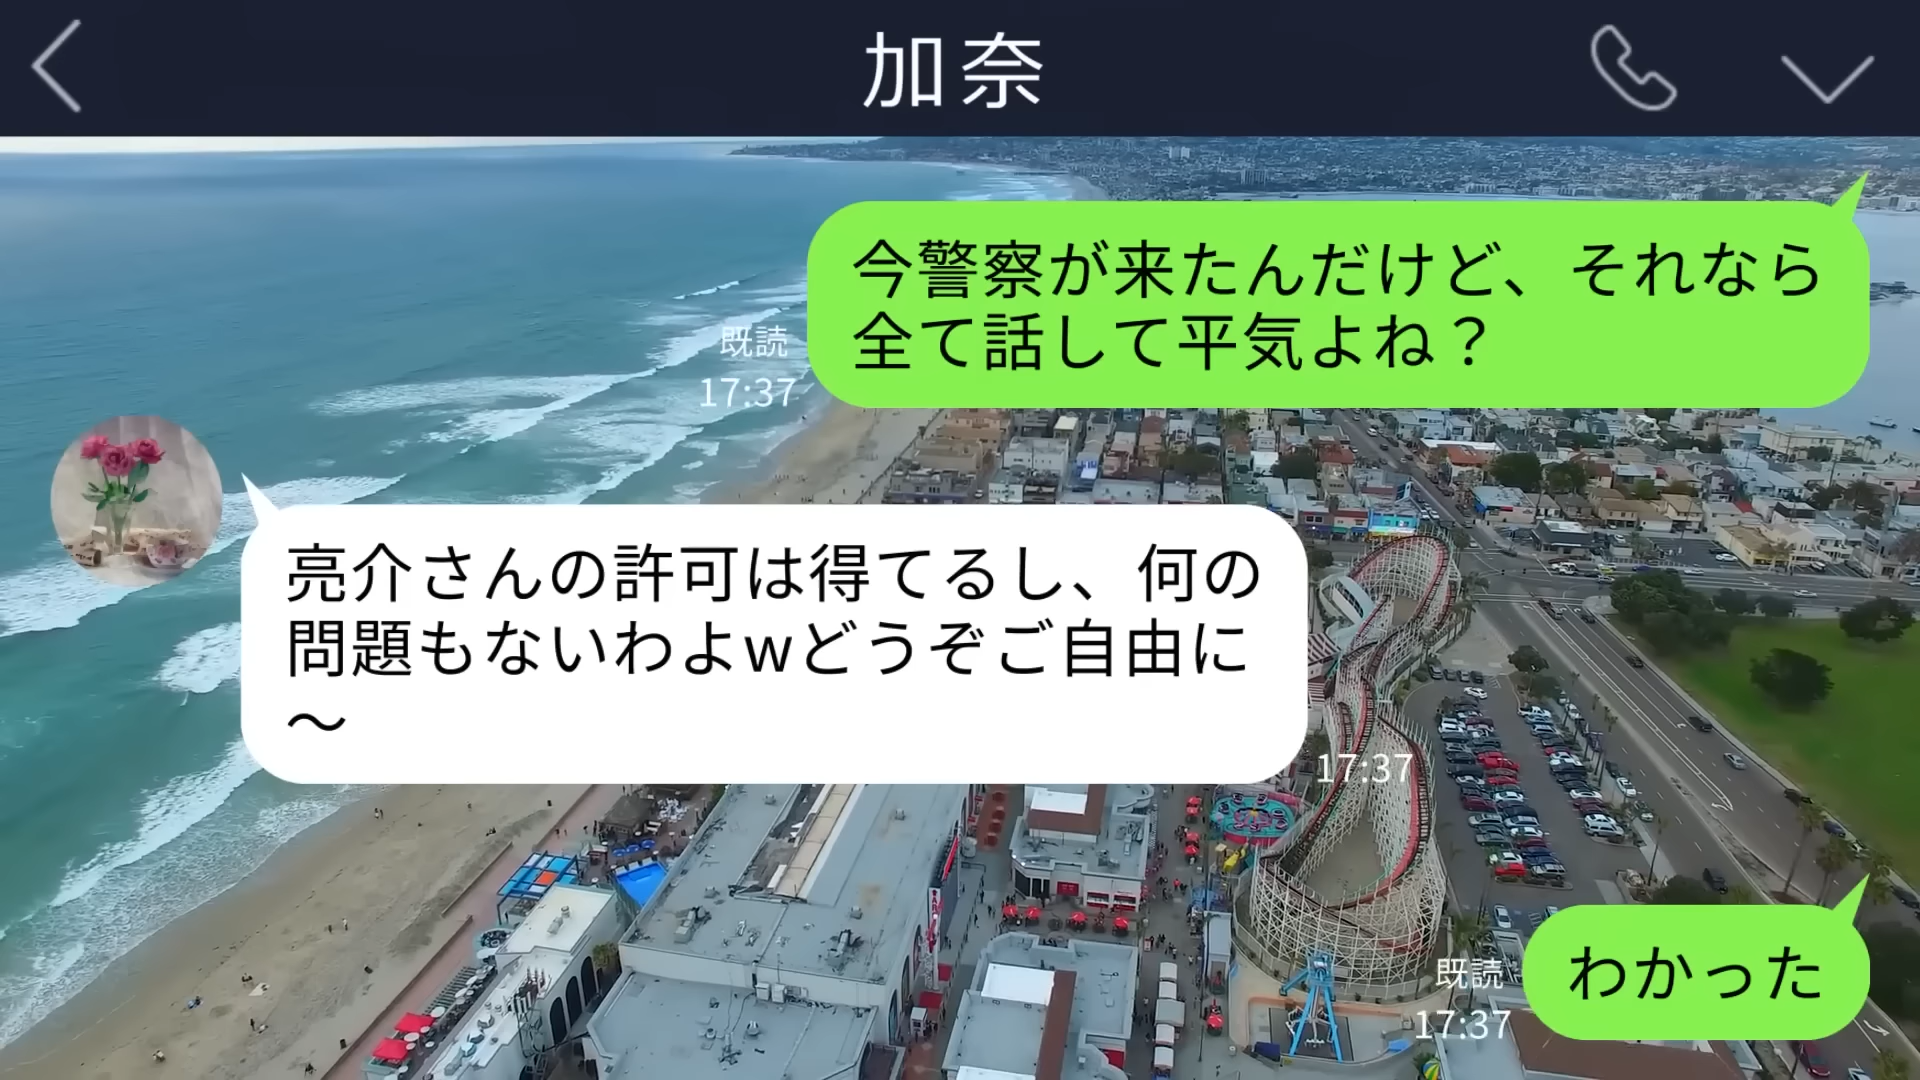 加奈
今警察が来たんだけど、それなら
全て話して平気よね？
既読
17:37
亮介さんの許可は得てるし、何の
問題もないわよwどうぞご自由に
～
17:37
わかった
既読
17:37